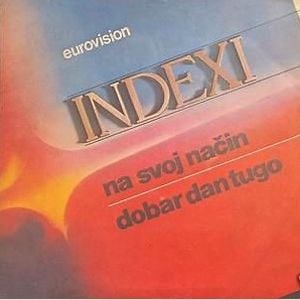 eurovision
INDEXI
na svoj način
dobar dan tugo